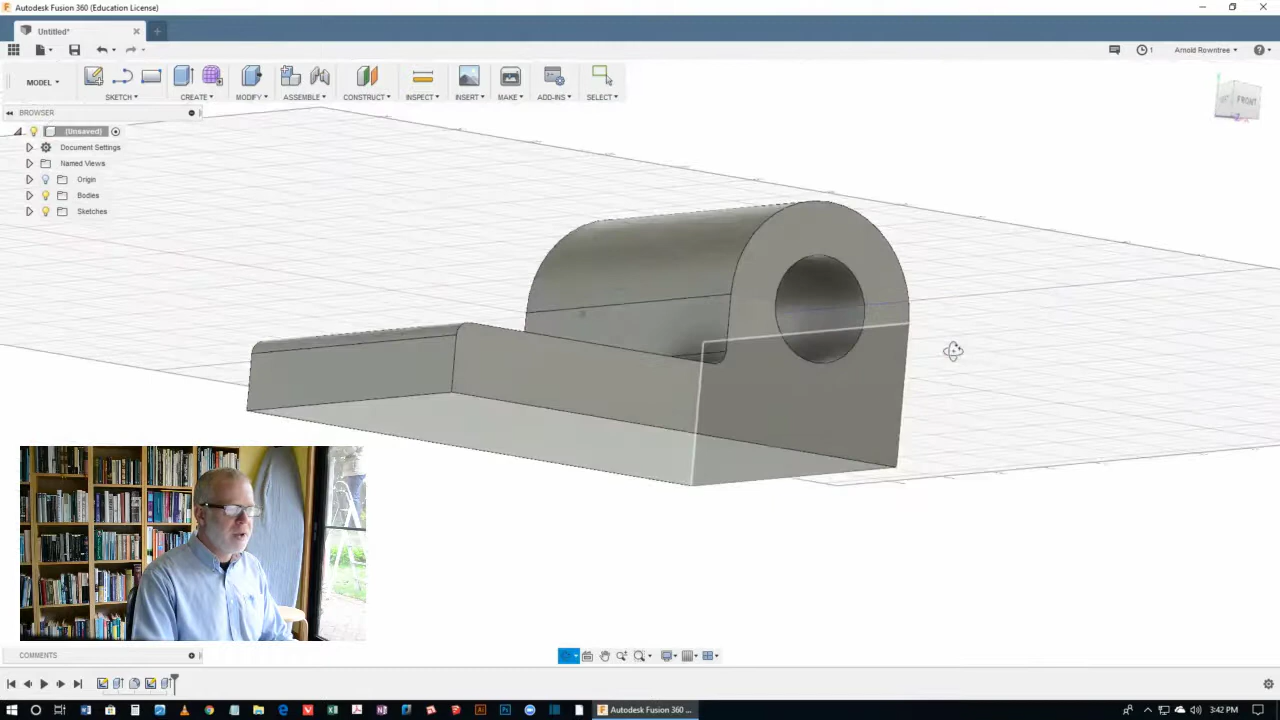 Autodesk Fusion 360 (Education License)
Untitled*
Arnold Rowntree
MODEL
SKETCH
CREATE
MODIFY
ASSEMBLE
CONSTRUCT
INSPECT
INSERT
MAKE
ADD-INS
SELECT
FRONT
BROWSER
(Unsaved)
Document Settings
Named Views
Origin
Bodies
Sketches
COMMENTS
Autodesk Fusion 360 ...
3:42 PM